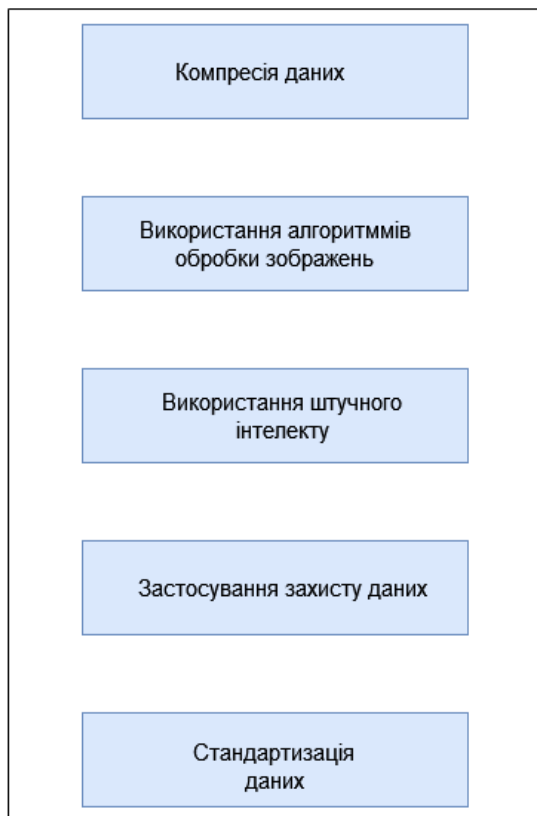 Компресія даних
Використання алгоритммів
обробки зображень
Використання штучного
інтелекту
Застосування захисту даних
Стандартизація
даних